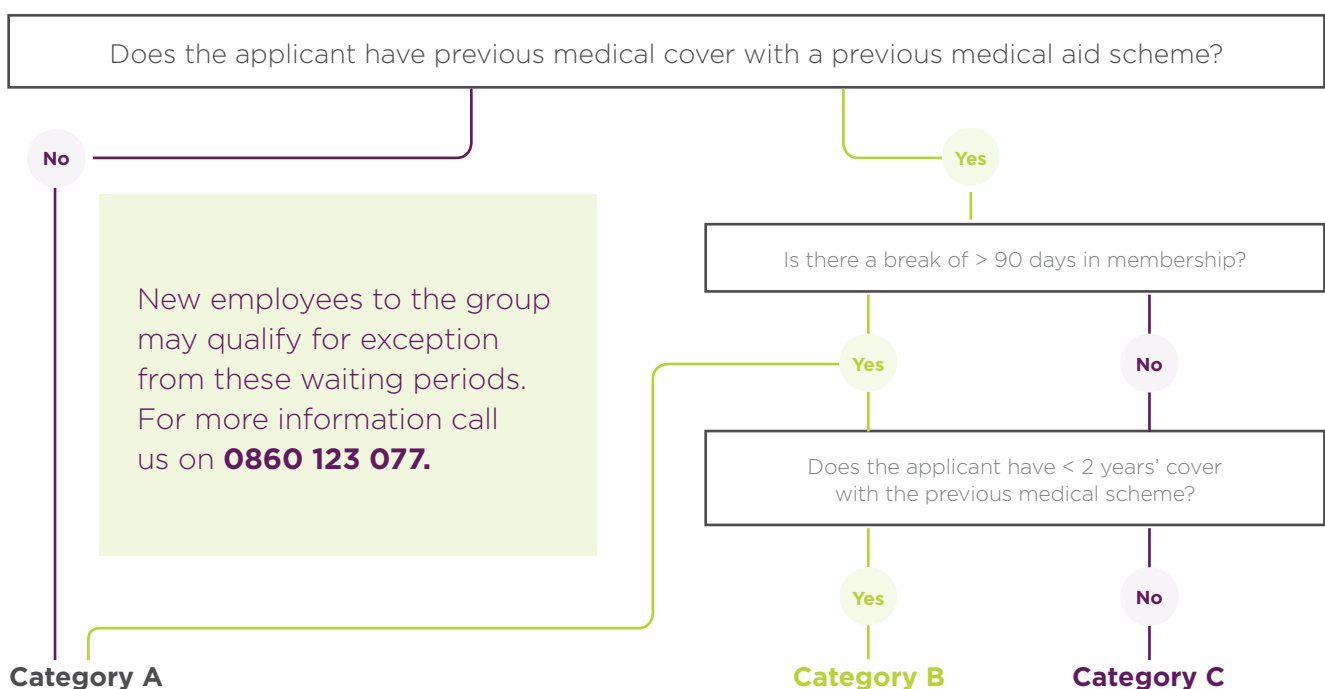 Does the applicant have previous medical cover with a previous medical aid scheme?
No
Yes
New employees to the group
may qualify for exception
from these waiting periods.
For more information call
us on 0860 123 077.
Is there a break of > 90 days in membership?
Yes
No
Does the applicant have < 2 years’ cover
with the previous medical scheme?
Yes
No
Category A
Category B
Category C